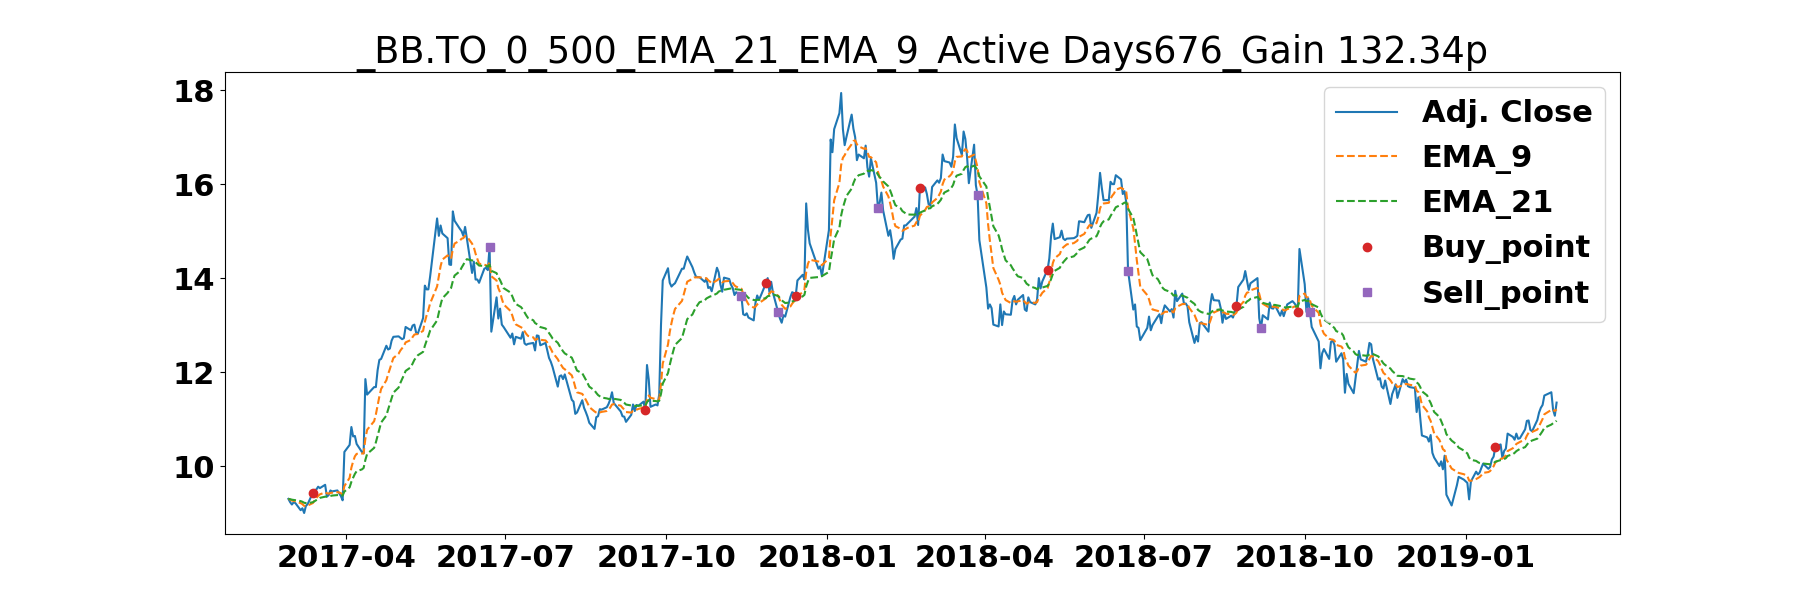 _BB.TO_0_500_EMA_21_EMA_9_Active Days676_Gain 132.34p
18
16
14
12
10
Adj. Close
EMA_9
EMA_21
Buy_point
Sell_point
2017-04 2017-07 2017-10 2018-01 2018-04 2018-07 2018-10 2019-01